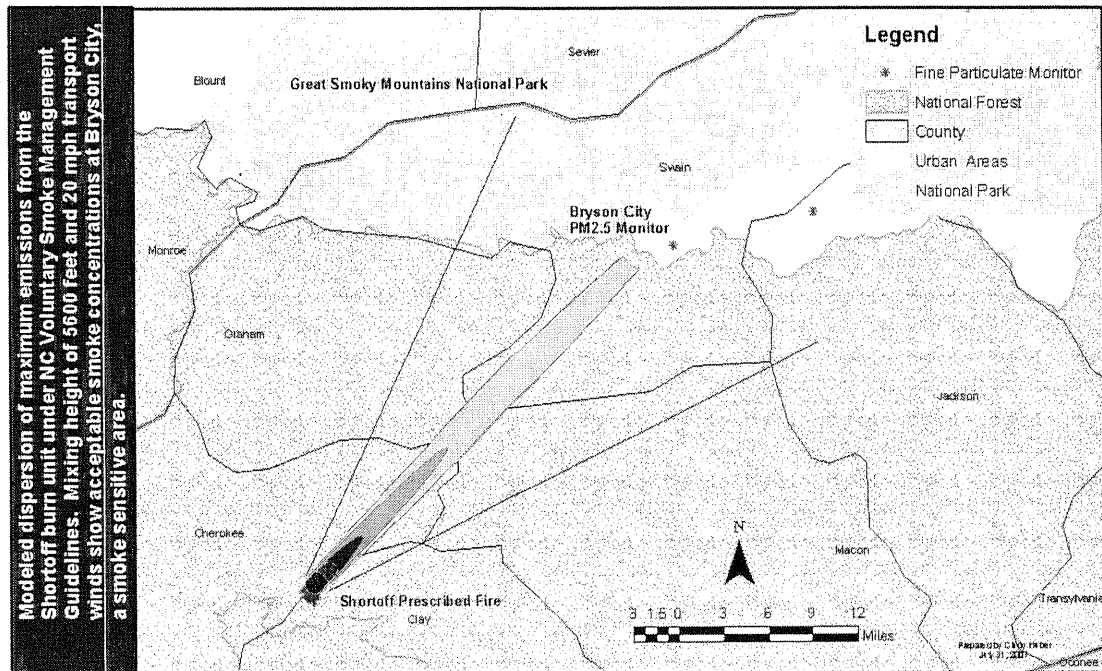 Modeled dispersion of maximum emissions from the
Shortoff burn unit under NC Voluntary Smoke Management
Guidelines. Mixing height of 5600 feet and 20 mph transport
winds show acceptable smoke concentrations at Bryson City,
a smoke sensitive area.
Legend
Fine Particulate Monitor
National Forest
County
Urban Areas
National Park
Sevier
Blount
Great Smoky Mountains National Park
Swain
Bryson City
PM2.5 Monitor
Monroe
Graham
Jackson
Cherokee
N
Macon
Shortoff Prescribed Fire
Clay
Transylvania
3 1.5 0 3 6 9 12
Miles
Prepared by
Oconee